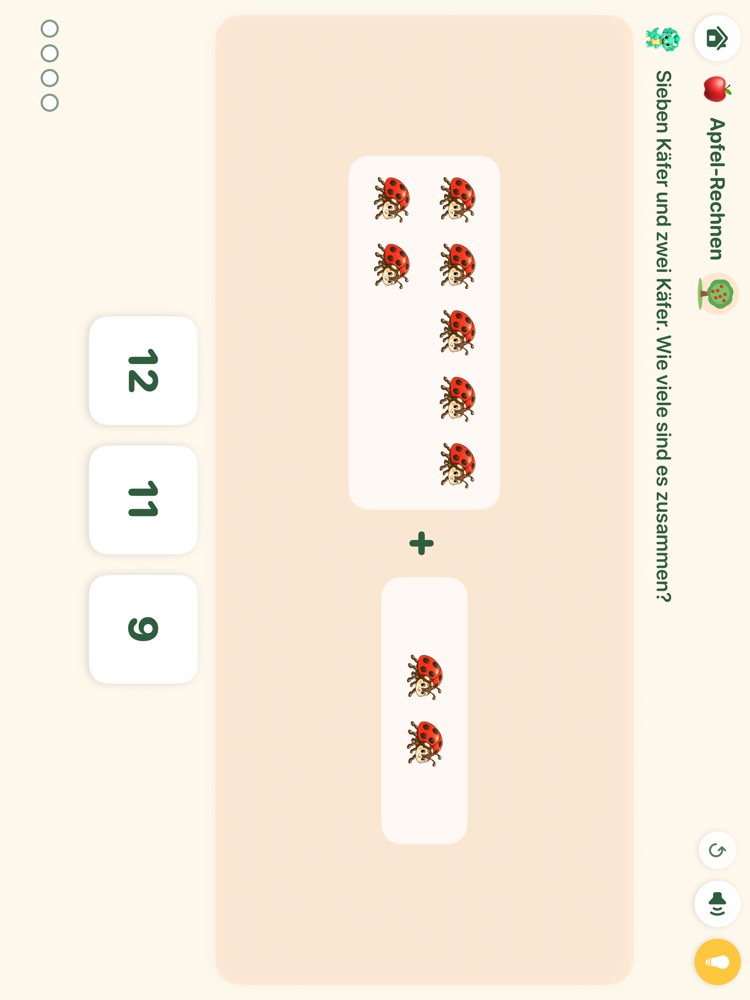 Apfel-Rechnen
Sieben Käfer und zwei Käfer. Wie viele sind es zusammen?
+
12
11
9